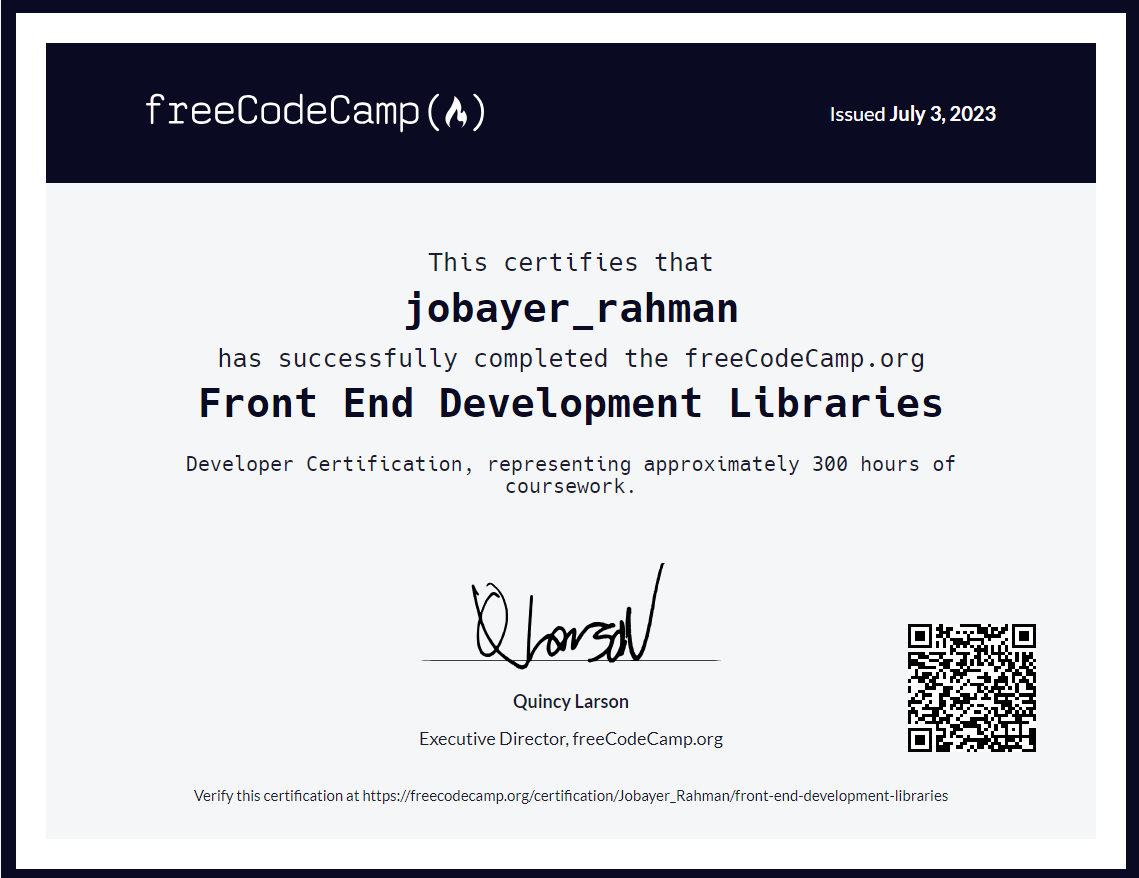 freeCodeCamp
Issued July 3, 2023
This certifies that
jobayer_rahman
has successfully completed the freeCodeCamp.org
Front End Development Libraries
Developer Certification, representing approximately 300 hours of
coursework.
Q Larson
Quincy Larson
Executive Director, freeCodeCamp.org
Verify this certification at https://freecodecamp.org/certification/Jobayer_Rahman/front-end-development-libraries